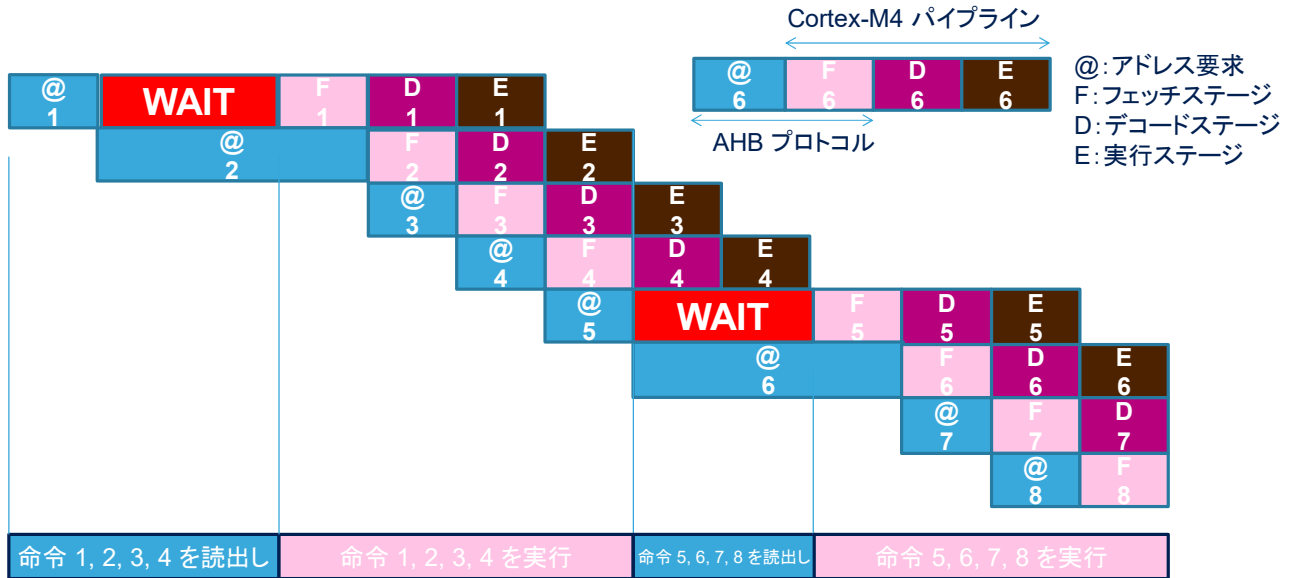 Cortex-M4 パイプライン
@
6
F
6
D
6
E
6
AHB プロトコル
@:アドレス要求
F:フェッチステージ
D:デコードステージ
E:実行ステージ
@
1
WAIT
F
1
D
1
E
1
@
2
F
2
D
2
E
2
@
3
F
3
D
3
E
3
@
4
F
4
D
4
E
4
@
5
WAIT
F
5
D
5
E
5
@
6
F
6
D
6
E
6
@
7
F
7
D
7
@
8
F
8
命令 1, 2, 3, 4 を読出し
命令 1, 2, 3, 4 を実行
命令 5, 6, 7, 8 を読出し
命令 5, 6, 7, 8 を実行